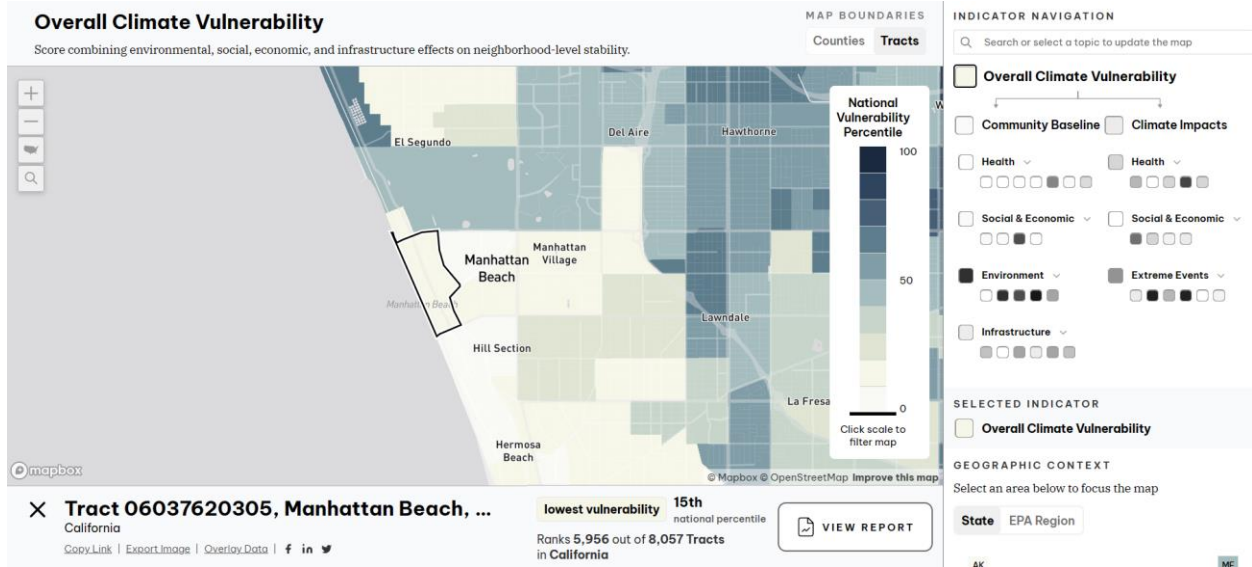 Overall Climate Vulnerability
Score combining environmental, social, economic, and infrastructure effects on neighborhood-level stability.
MAP BOUNDARIES
Counties Tracts
El Segundo
Del Aire
Hawthorne
W
Manhattan Beach
Manhattan Village
Manhattan Beach
Lawndale
Hill Section
La Fresa
Hermosa Beach
National
Vulnerability
Percentile
100
50
0
Click scale to
filter map
mapbox
© Mapbox © OpenStreetMap Improve this map
Tract 06037620305, Manhattan Beach, ...
California
Copy Link | Export Image | Overlay Data | f in
lowest vulnerability 15th
national percentile
Ranks 5,956 out of 8,057 Tracts
in California
VIEW REPORT
INDICATOR NAVIGATION
Search or select a topic to update the map
Overall Climate Vulnerability
Community Baseline Climate Impacts
Health Health
Social & Economic Social & Economic
Environment Extreme Events
Infrastructure
SELECTED INDICATOR
Overall Climate Vulnerability
GEOGRAPHIC CONTEXT
Select an area below to focus the map
State EPA Region
AK ME